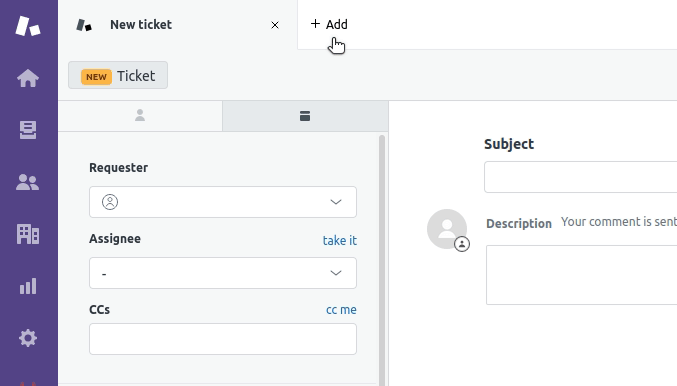 New ticket
Add
NEW Ticket
Requester
Assignee take it
-
CCs cc me
Subject
Description Your comment is sent